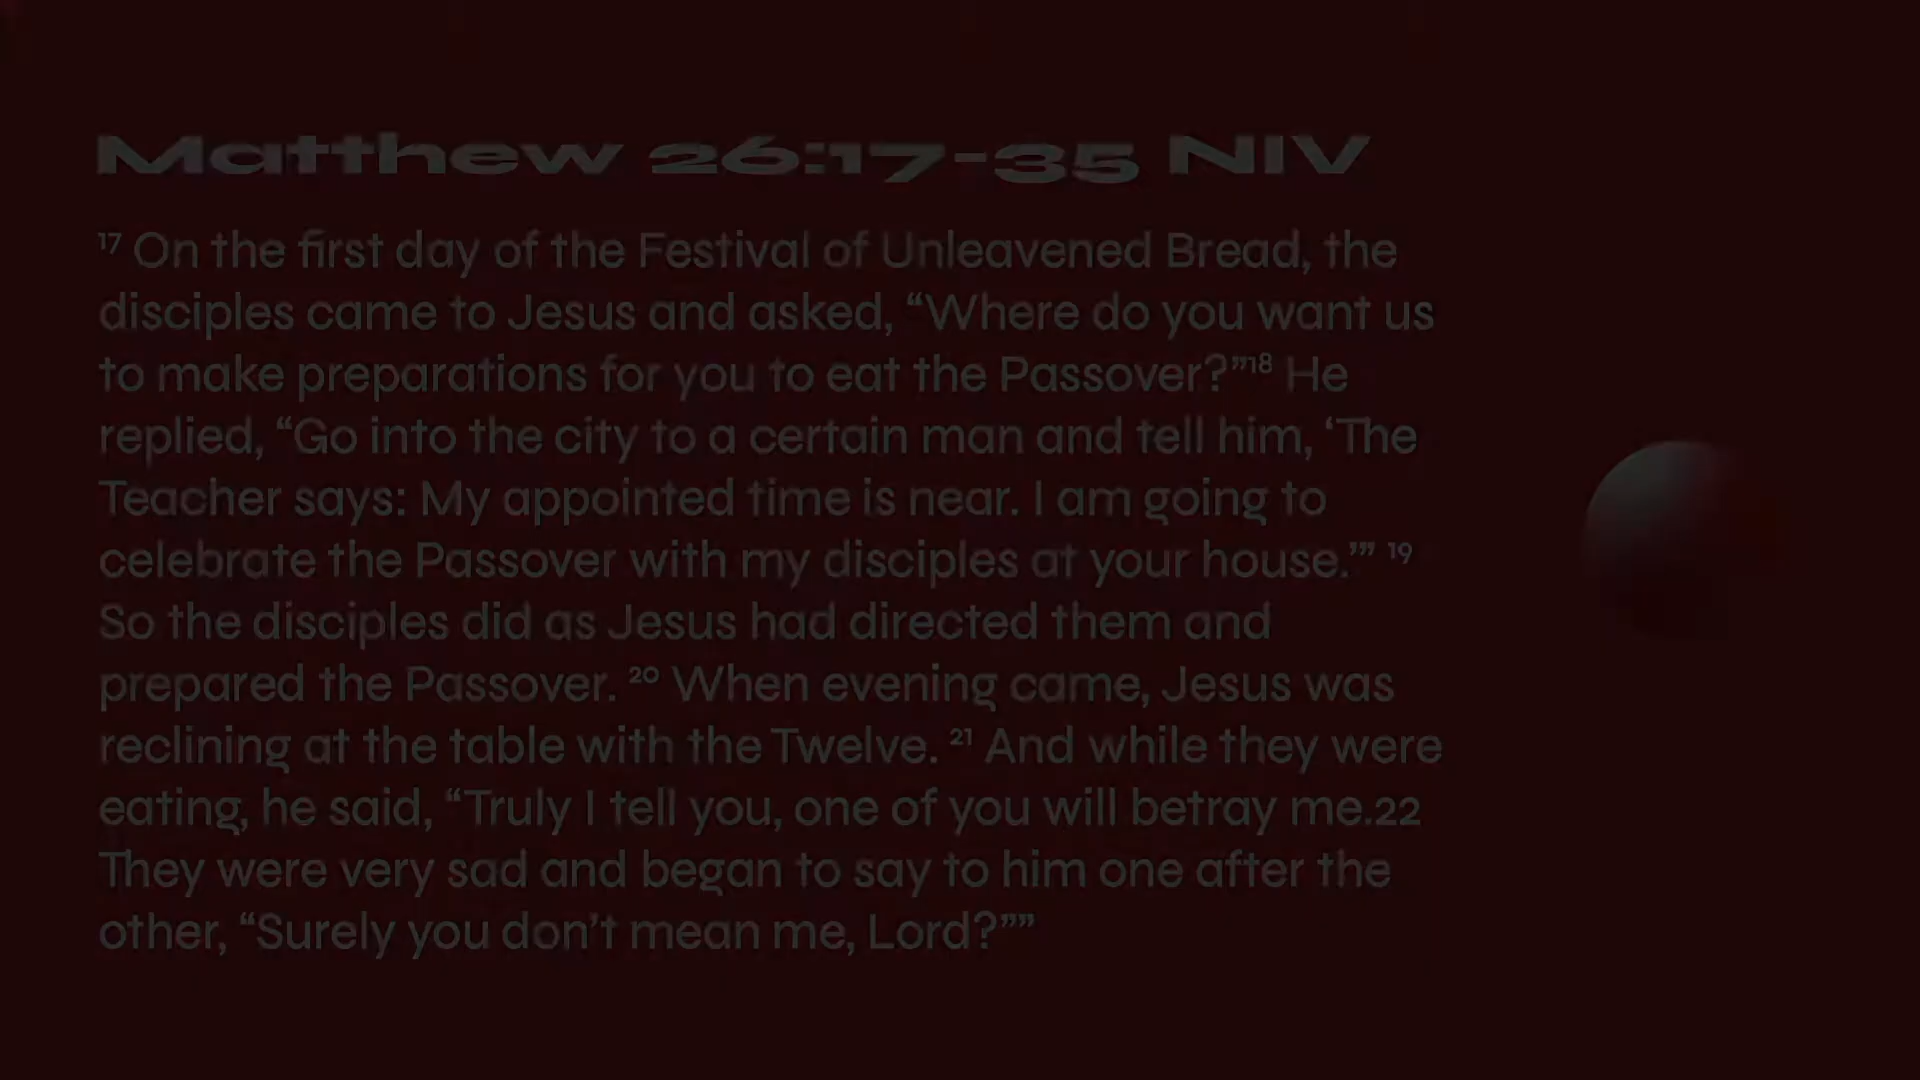 Matthew 26:17-35 NIV
¹⁷ On the first day of the Festival of Unleavened Bread, the
disciples came to Jesus and asked, “Where do you want us
to make preparations for you to eat the Passover?”¹⁸ He
replied, “Go into the city to a certain man and tell him, ‘The
Teacher says: My appointed time is near. I am going to
celebrate the Passover with my disciples at your house.’” ¹⁹
So the disciples did as Jesus had directed them and
prepared the Passover. ²⁰ When evening came, Jesus was
reclining at the table with the Twelve. ²¹ And while they were
eating, he said, “Truly I tell you, one of you will betray me.22
They were very sad and began to say to him one after the
other, “Surely you don’t mean me, Lord?””